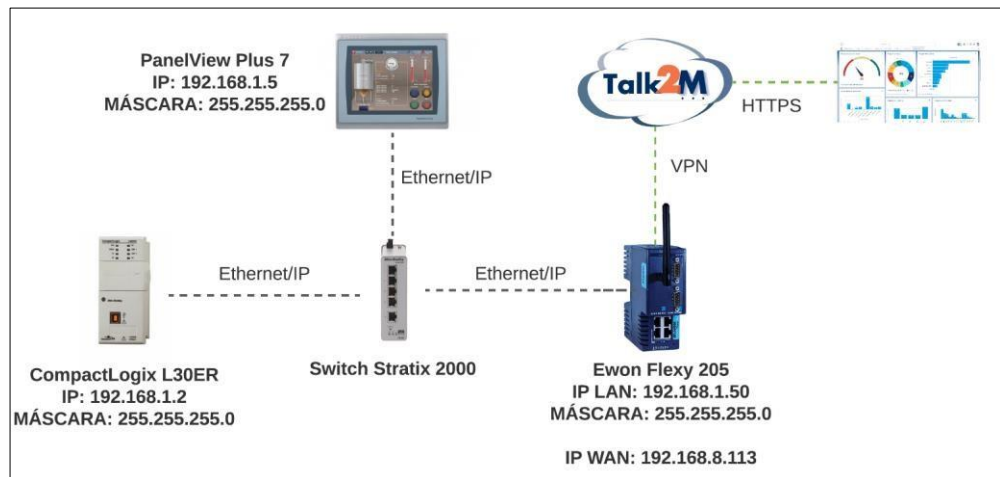 PanelView Plus 7
IP: 192.168.1.5
MÁSCARA: 255.255.255.0
Talk2M
HTTPS
VPN
Ethernet/IP
Ethernet/IP
Ethernet/IP
CompactLogix L30ER
IP: 192.168.1.2
MÁSCARA: 255.255.255.0
Switch Stratix 2000
Ewon Flexy 205
IP LAN: 192.168.1.50
MÁSCARA: 255.255.255.0
IP WAN: 192.168.8.113